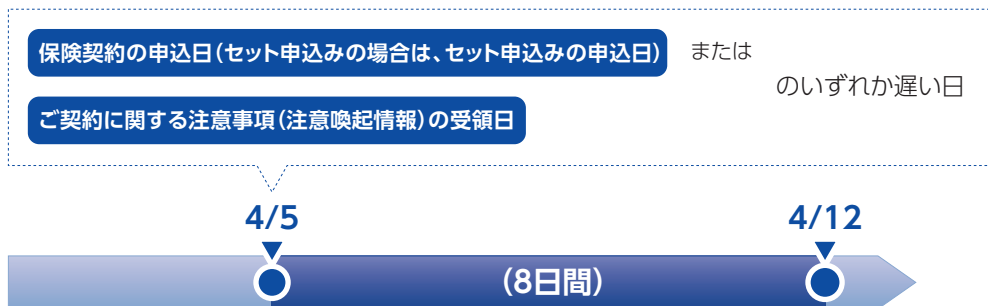 保険契約の申込日(セット申込みの場合は、セット申込みの申込日)
または
のいずれか遅い日
ご契約に関する注意事項(注意喚起情報)の受領日
4/5
4/12
(8日間)